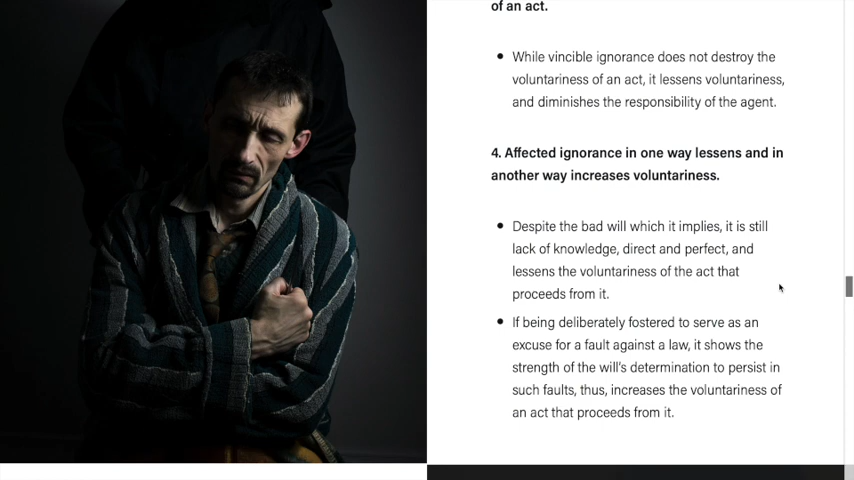 of an act.
While vincible ignorance does not destroy the
voluntariness of an act, it lessens voluntariness,
and diminishes the responsibility of the agent.
4. Affected ignorance in one way lessens and in
another way increases voluntariness.
Despite the bad will which it implies, it is still
lack of knowledge, direct and perfect, and
lessens the voluntariness of the act that
proceeds from it.
If being deliberately fostered to serve as an
excuse for a fault against a law, it shows the
strength of the will's determination to persist in
such faults, thus, increases the voluntariness of
an act that proceeds from it.